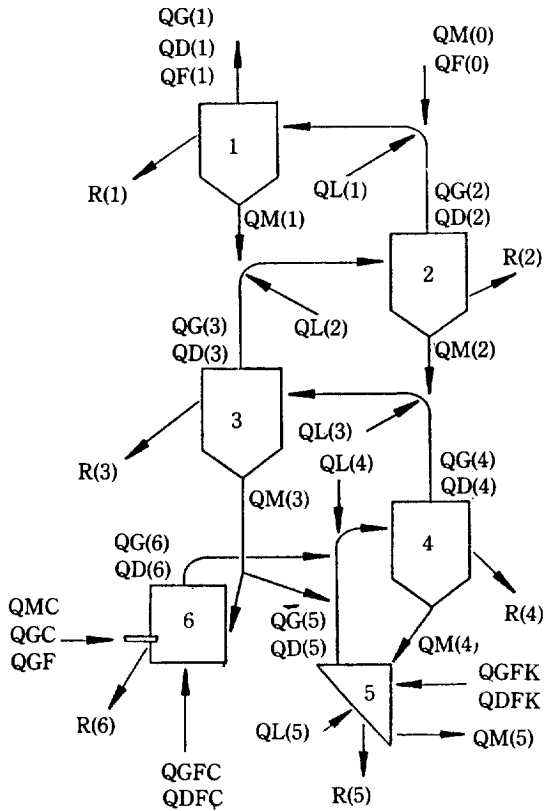 QG(1)
QD(1)
QF(1)
QM(0)
QF(0)
1
R(1)
QL(1)
QM(1)
QG(2)
QD(2)
2
R(2)
QL(2)
QG(3)
QD(3)
QM(2)
3
R(3)
QL(3)
QL(4)
QG(4)
QD(4)
QM(3)
4
QG(6)
QD(6)
R(4)
QMC
QGC
QGF
6
QG(5)
QD(5)
QM(4)
R(6)
5
QGFK
QDFK
QL(5)
QM(5)
R(5)
QGFC
QDFC